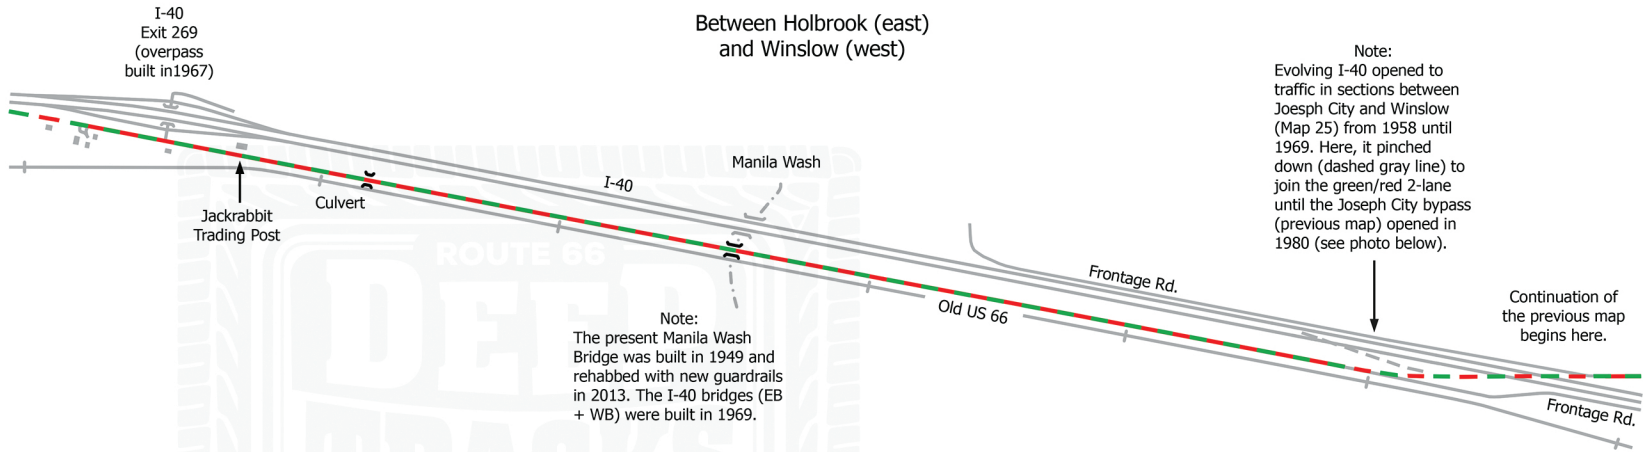 Between Holbrook (east)
and Winslow (west)
I-40
Exit 269
(overpass
built in1967)
Jackrabbit
Trading Post
Culvert
I-40
Manila Wash
ROUTE 66
DEEP
TRACKS
Note:
The present Manila Wash
Bridge was built in 1949 and
rehabbed with new guardrails
in 2013. The I-40 bridges (EB
+ WB) were built in 1969.
Old US 66
Frontage Rd.
Note:
Evolving I-40 opened to
traffic in sections between
Joesph City and Winslow
(Map 25) from 1958 until
1969. Here, it pinched
down (dashed gray line) to
join the green/red 2-lane
until the Joseph City bypass
(previous map) opened in
1980 (see photo below).
Continuation of
the previous map
begins here.
Frontage Rd.